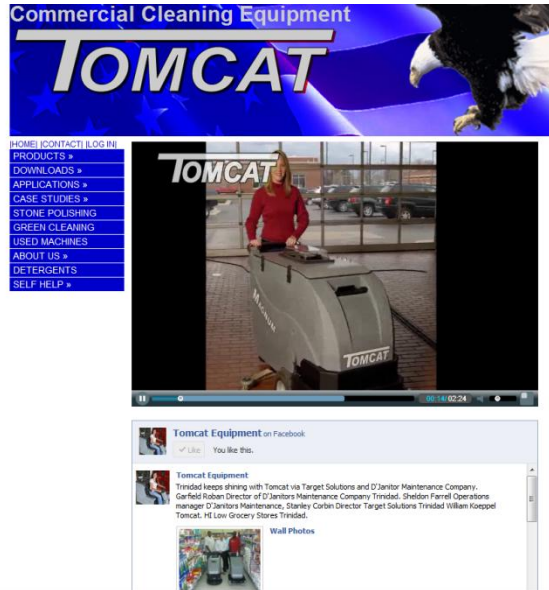 Commercial Cleaning Equipment
TOMCAT
|HOME| |CONTACT| |LOG IN|
PRODUCTS »
DOWNLOADS »
APPLICATIONS »
CASE STUDIES »
STONE POLISHING
GREEN CLEANING
USED MACHINES
ABOUT US »
DETERGENTS
SELF HELP »
TOMCAT
MAGNUM
TOMCAT
00:14/02:24
Tomcat Equipment on Facebook
Like You like this.
Tomcat Equipment
Trinidad keeps shining with Tomcat via Target Solutions and D'Janitor Maintenance Company.
Garfield Roban Director of D'Janitors Maintenance Company Trinidad. Sheldon Farrell Operations
manager D'Janitors Maintenance, Stanley Corbin Director Target Solutions Trinidad William Koeppel
Tomcat. HI Low Grocery Stores Trinidad.
Wall Photos